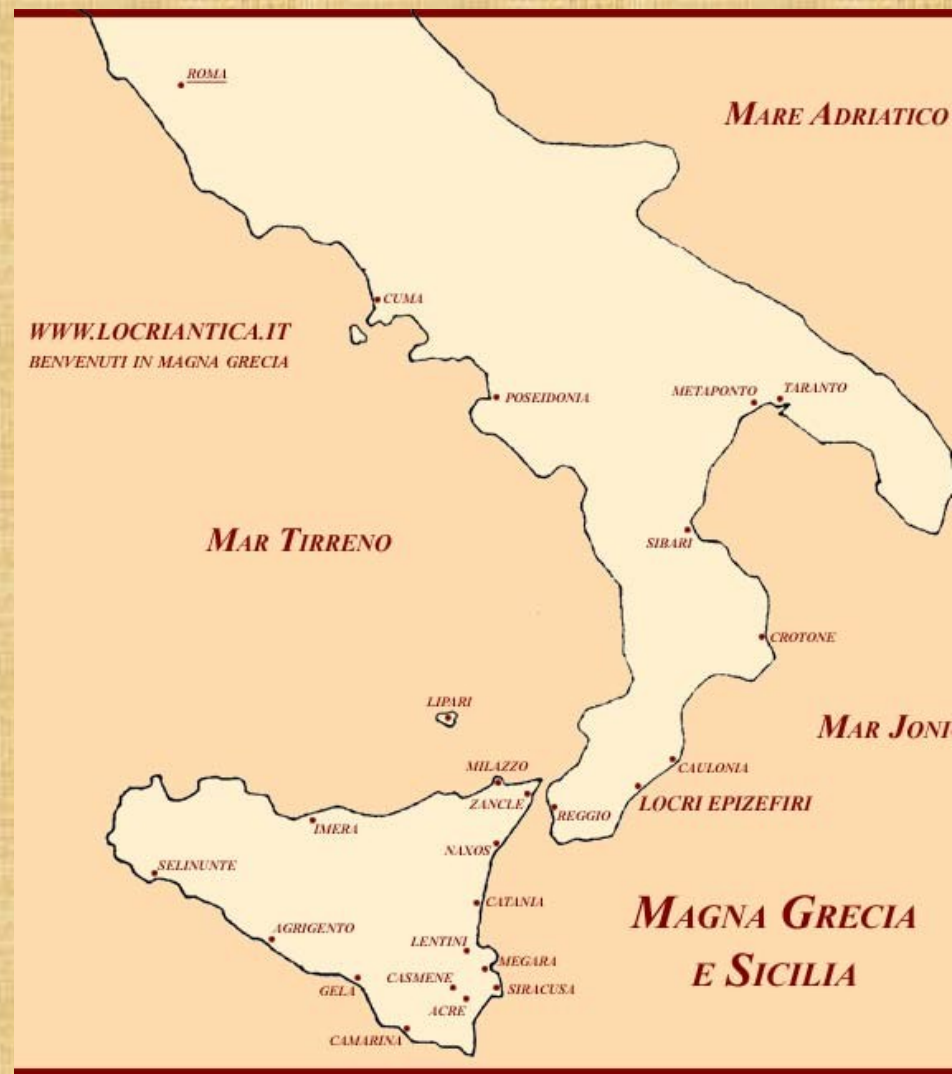 ROMA
MARE ADRIATICO
CUMA
WWW.LOCRIANTICA.IT
BENVENUTI IN MAGNA GRECIA
POSEIDONIA
METAPONTO
TARANTO
MAR TIRRENO
SIBARI
CROTONE
LIPARI
MAR JONI
MILAZZO
CAULONIA
ZANCLE
REGGIO
LOCRI EPIZEFIRI
IMERA
NAXOS
SELINUNTE
CATANIA
MAGNA GRECIA
E SICILIA
AGRIGENTO
LENTINI
MEGARA
GELA
CASMENE
SIRACUSA
ACRE
CAMARINA